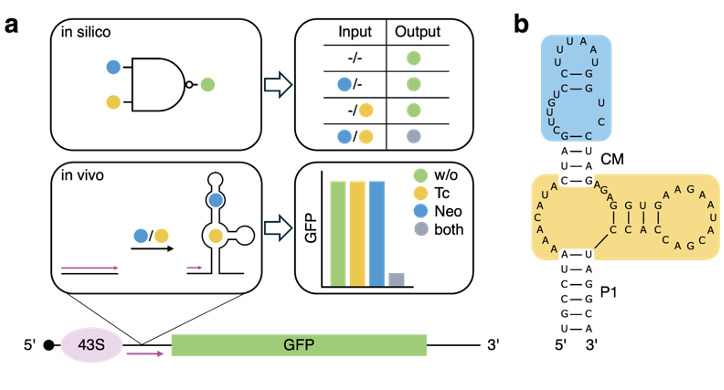 a
in silico
Input Output
-/-
/-
-/
/
in vivo
/
GFP
w/o
Tc
Neo
both
5' 43S GFP 3'
b
U A
U A
U U
C G
C G
U
G U
U
U C
C
G C
A U
U A CM
C G
A A
U G A A
A A G U G G
C G C C A A U
A C C A C C G A
A A
A U
U A
C G P1
C G
G C
U A
5' 3'